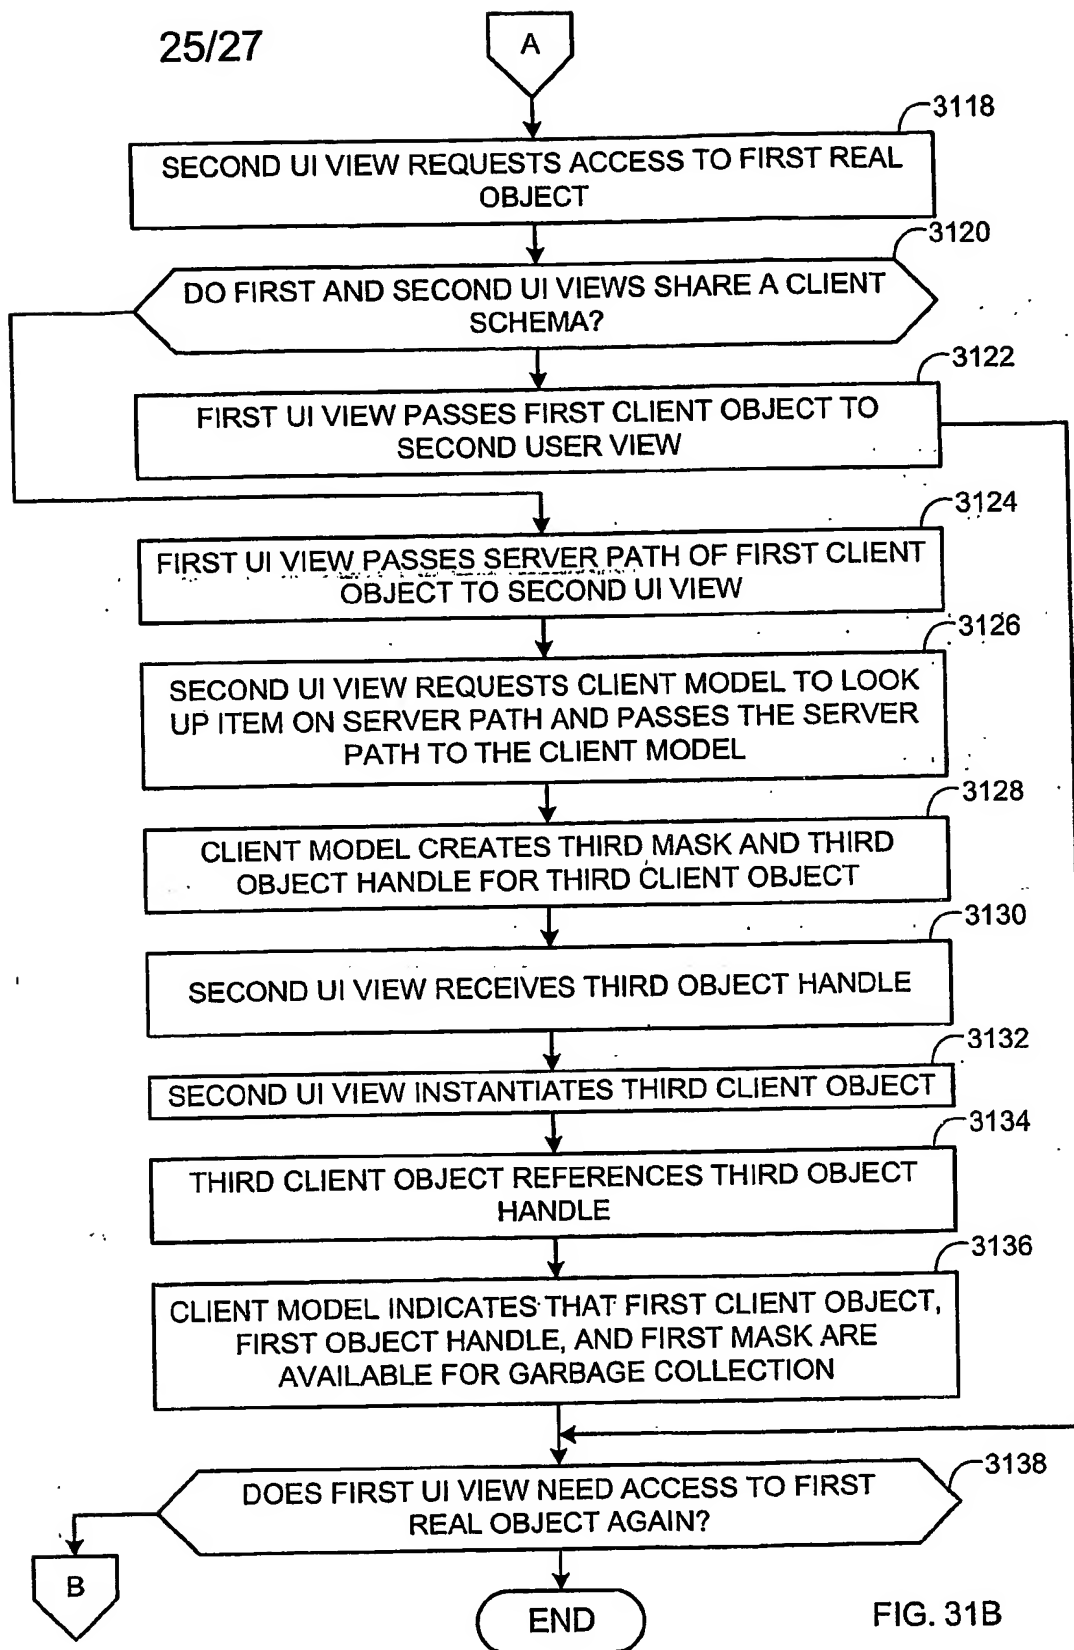 25/27
A
3118
SECOND UI VIEW REQUESTS ACCESS TO FIRST REAL
OBJECT
3120
DO FIRST AND SECOND UI VIEWS SHARE A CLIENT
SCHEMA?
3122
FIRST UI VIEW PASSES FIRST CLIENT OBJECT TO
SECOND USER VIEW
3124
FIRST UI VIEW PASSES SERVER PATH OF FIRST CLIENT
OBJECT TO SECOND UI VIEW
3126
SECOND UI VIEW REQUESTS CLIENT MODEL TO LOOK
UP ITEM ON SERVER PATH AND PASSES THE SERVER
PATH TO THE CLIENT MODEL
3128
CLIENT MODEL CREATES THIRD MASK AND THIRD
OBJECT HANDLE FOR THIRD CLIENT OBJECT
3130
SECOND UI VIEW RECEIVES THIRD OBJECT HANDLE
3132
SECOND UI VIEW INSTANTIATES THIRD CLIENT OBJECT
3134
THIRD CLIENT OBJECT REFERENCES THIRD OBJECT
HANDLE
3136
CLIENT MODEL INDICATES THAT FIRST CLIENT OBJECT,
FIRST OBJECT HANDLE, AND FIRST MASK ARE
AVAILABLE FOR GARBAGE COLLECTION
3138
DOES FIRST UI VIEW NEED ACCESS TO FIRST
REAL OBJECT AGAIN?
B
END
FIG. 31B